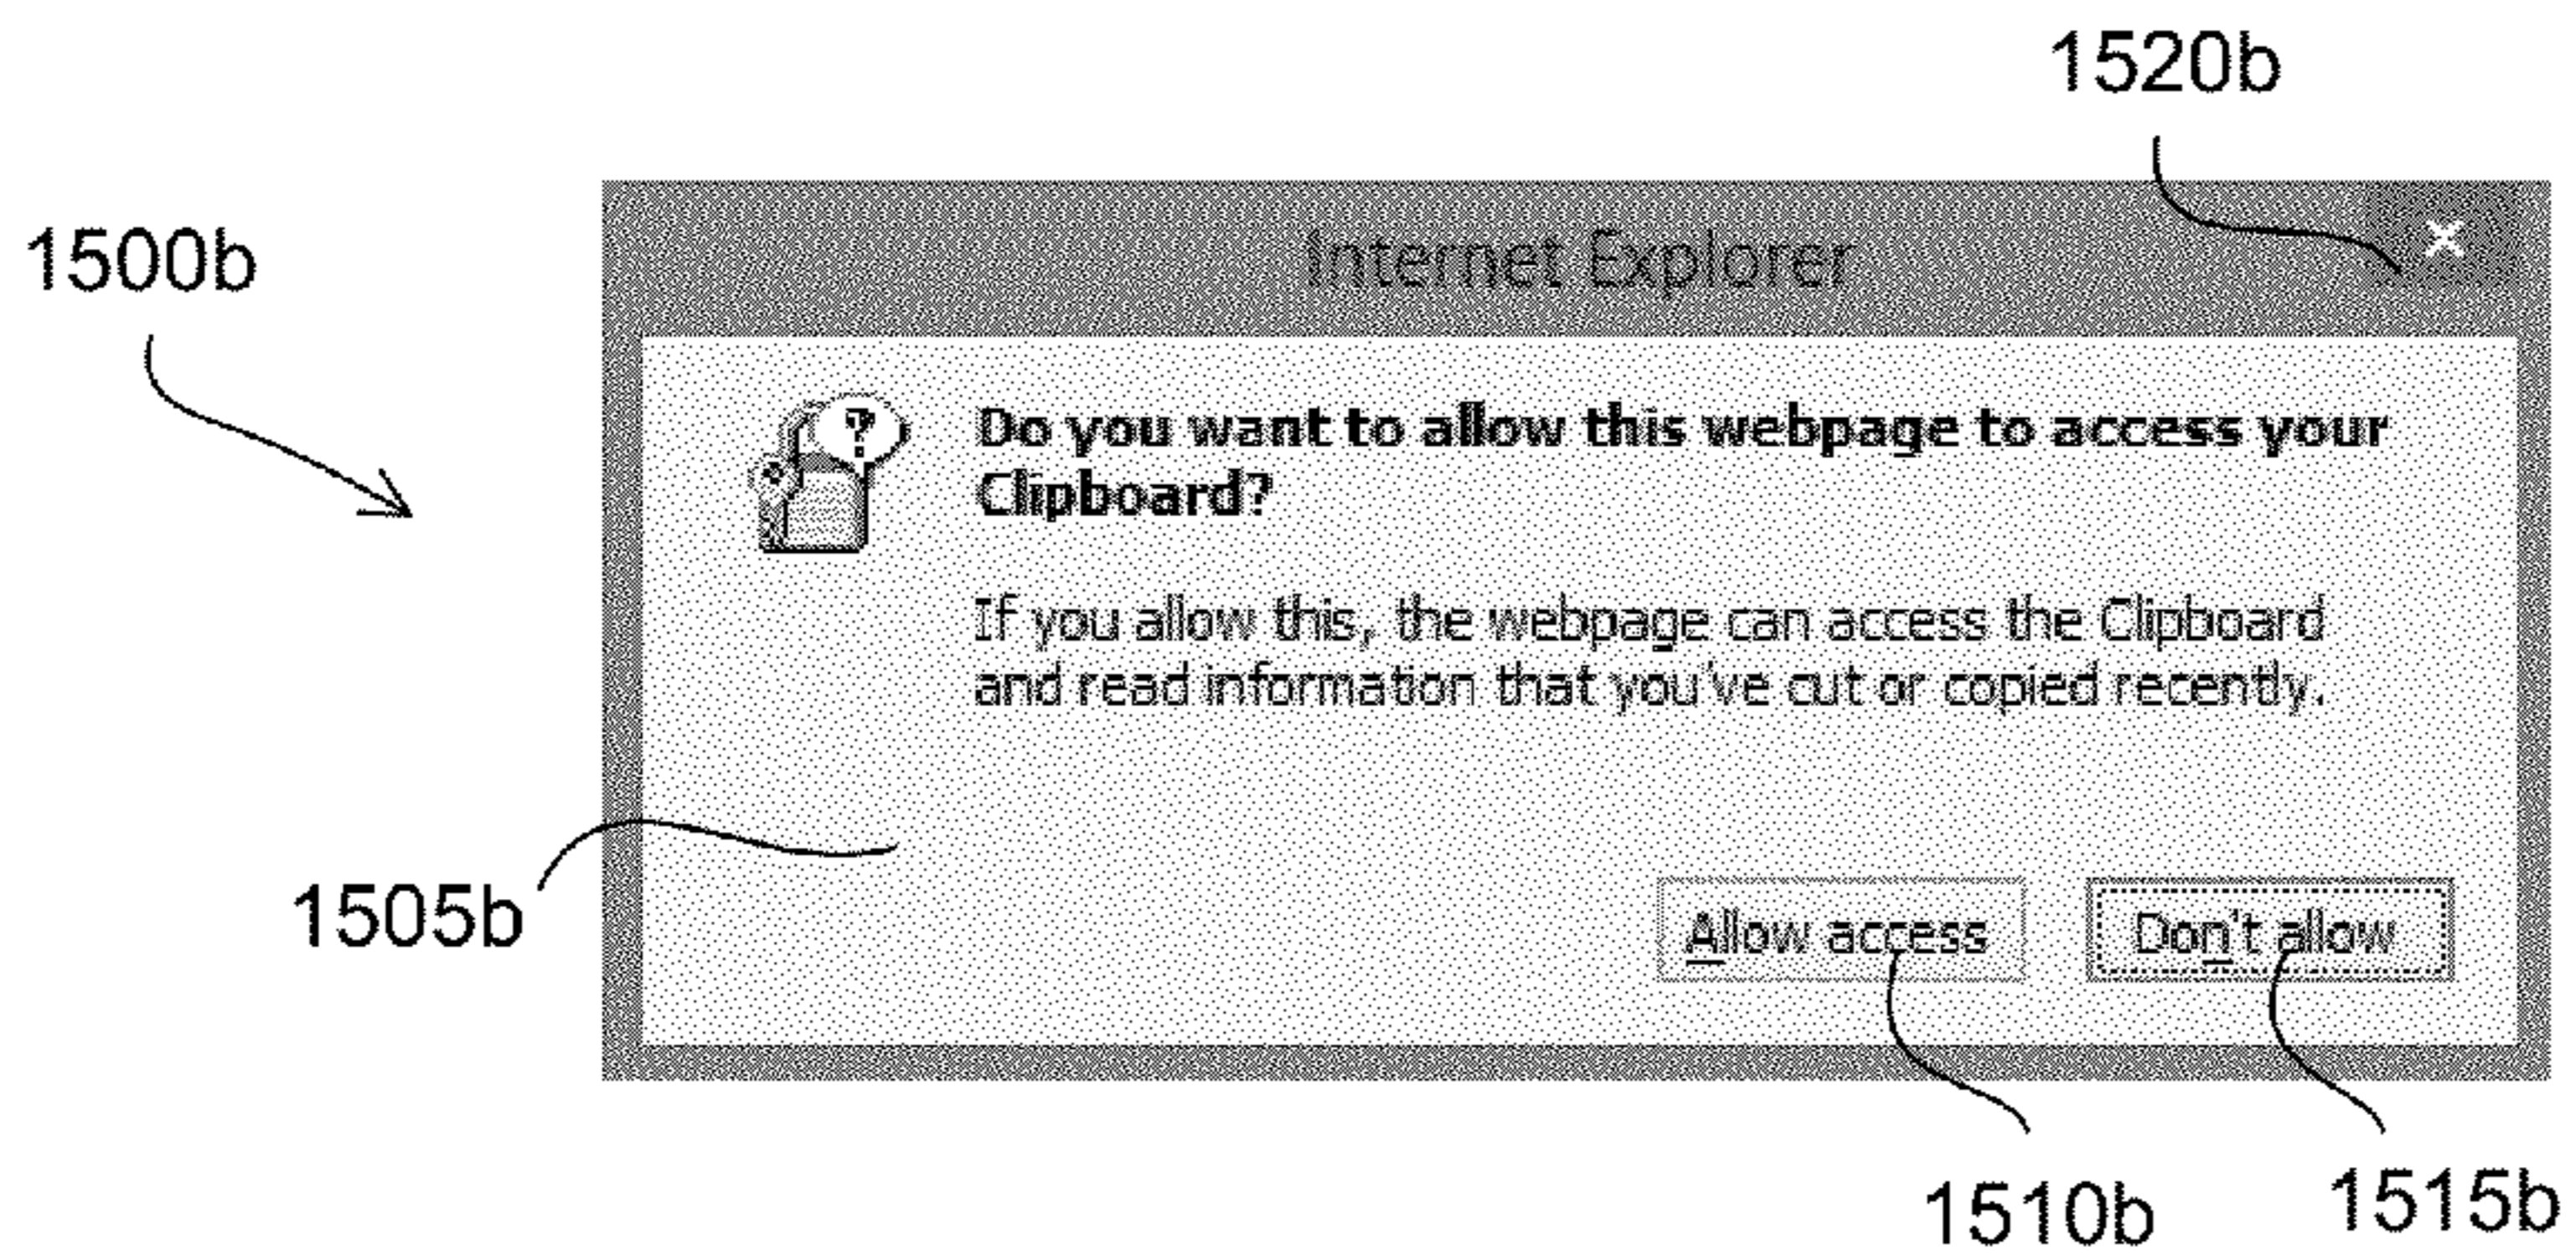 1520b
1500b
Internet Explorer
×
?
Do you want to allow this webpage to access your
Clipboard?
If you allow this, the webpage can access the Clipboard
and read information that you've cut or copied recently.
1505b
Allow access
Don't allow
1510b
1515b